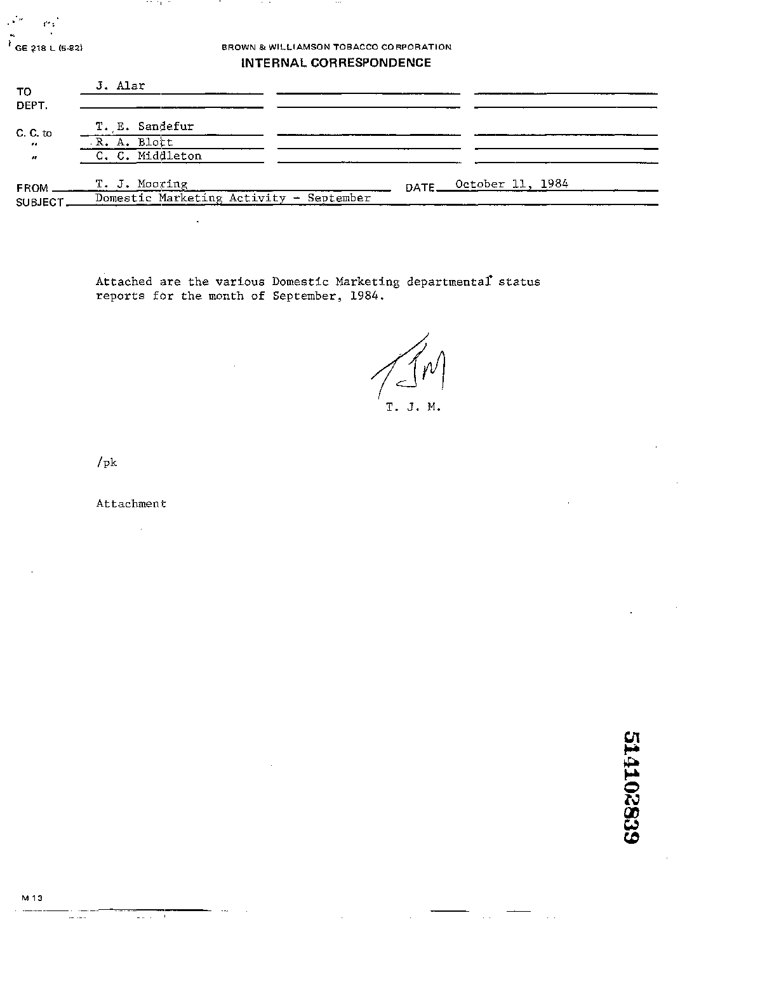 GE 218 L (5-82)
BROWN & WILLIAMSON TOBACCO CORPORATION
INTERNAL CORRESPONDENCE
TO J. Alar
DEPT.
C. C. to T. E. Sandefur
" R. A. Blott
" C. C. Middleton
FROM T. J. Mooring DATE October 11, 1984
SUBJECT Domestic Marketing Activity - September
Attached are the various Domestic Marketing departmental status
reports for the month of September, 1984.
TJM
T. J. M.
/pk
Attachment
514102839
M 13